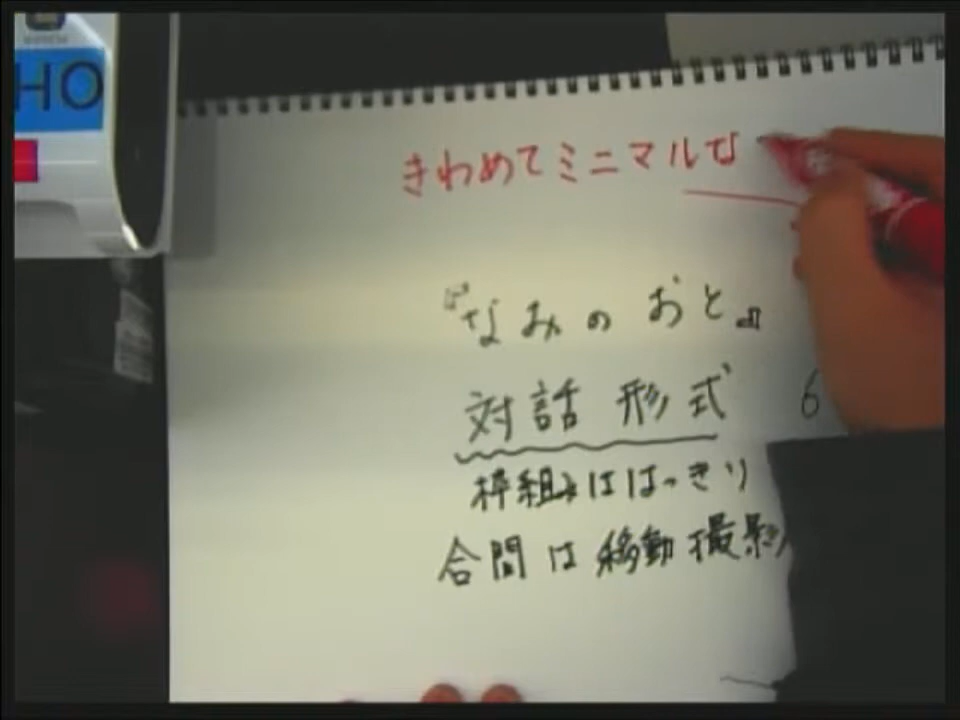 HO
きわめてミニマルな
『なみのおと』
対話形式 6
枠組みははっきり
合間は移動撮影